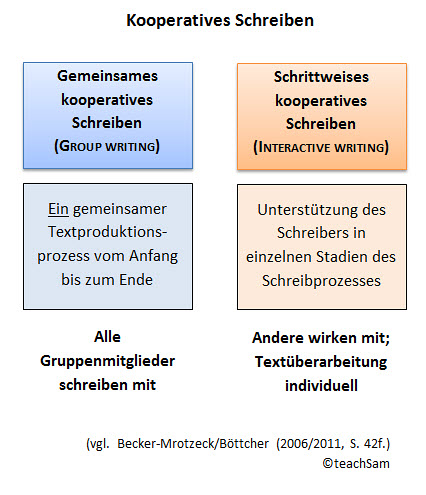 Kooperatives Schreiben
Gemeinsames
kooperatives
Schreiben
(GROUP WRITING)
Schrittweises
kooperatives
Schreiben
(INTERACTIVE WRITING)
Ein gemeinsamer
Textproduktions-
prozess vom Anfang
bis zum Ende
Unterstützung des
Schreibers in
einzelnen Stadien des
Schreibprozesses
Alle
Gruppenmitglieder
schreiben mit
Andere wirken mit;
Textüberarbeitung
individuell
(vgl. Becker-Mrotzeck/Böttcher (2006/2011, S. 42f.)
©teachSam